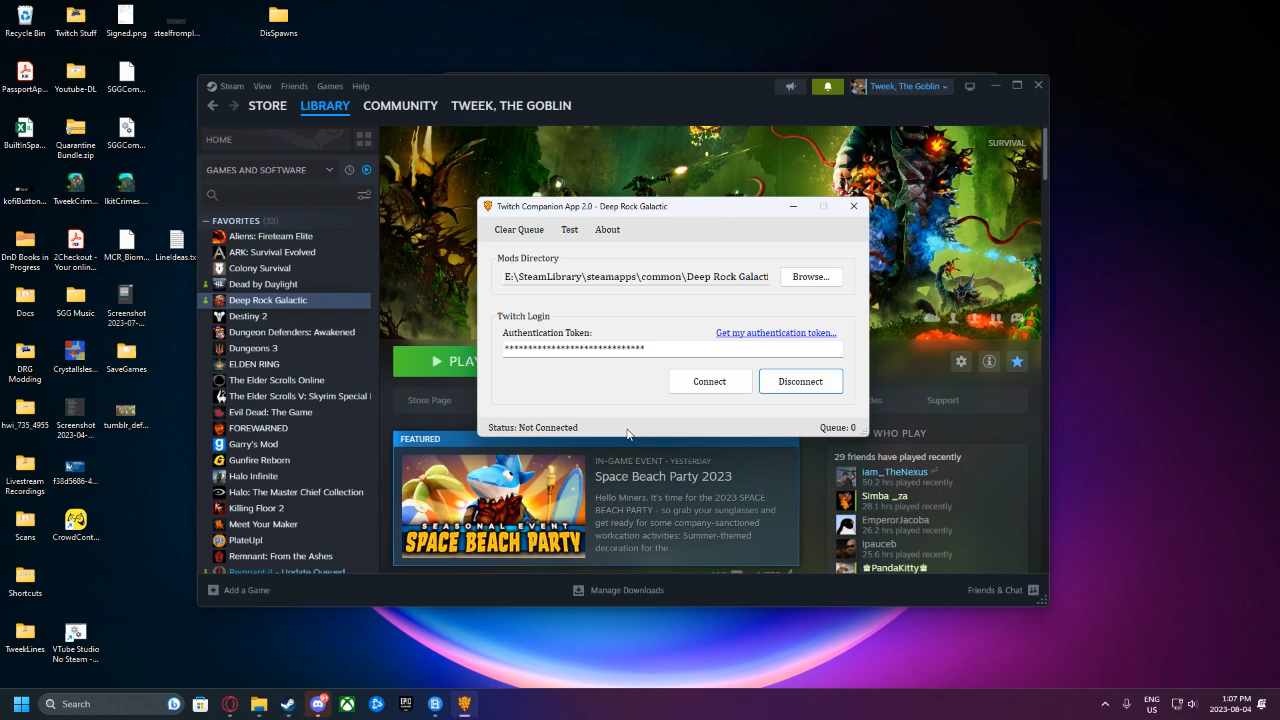 Recycle Bin
Twitch Stuff
Signed.png
stealfrompl...
DisSpawns
PassportAp...
Youtube-DL
SGGCom...
BuiltInSpa...
Quarantine
Bundle.zip
SGGCom...
kofiButton...
TweekCrim...
IkitCrimes...
DnD Books
in Progress
2Checkout -
Your onlin...
MCR_Biom...
LineIdeas.tx...
Docs
SGG Music
Screenshot
2023-07-...
DRG
Modding
Crystallsles...
SaveGames
hwi_735_4955
Screenshot
2023-04-...
tumblr_def...
Livestream
Recordings
f38d5686-4...
Scans
CrowdCont...
Shortcuts
TweekLines
VTube Studio
No Steam -...
Steam View Friends Games Help
Tweek, The Goblin
STORE LIBRARY COMMUNITY TWEEK, THE GOBLIN
HOME
GAMES AND SOFTWARE
FAVORITES (33)
Aliens: Fireteam Elite
ARK: Survival Evolved
Colony Survival
Dead by Daylight
Deep Rock Galactic
Destiny 2
Dungeon Defenders: Awakened
Dungeons 3
ELDEN RING
The Elder Scrolls Online
The Elder Scrolls V: Skyrim Special
Evil Dead: The Game
FOREWARNED
Garry's Mod
Gunfire Reborn
Halo Infinite
Halo: The Master Chief Collection
Killing Floor 2
Meet Your Maker
PlateUp!
Remnant: From the Ashes
Remnant II - Update Queued
SURVIVAL
PLA
Store Page
des
Support
Twitch Companion App 2.0 - Deep Rock Galactic
Clear Queue Test About
Mods Directory
E:\SteamLibrary\steamapps\common\Deep Rock Galacti
Browse...
Twitch Login
Authentication Token:
Get my authentication token...
******************************
Connect
Disconnect
Status: Not Connected
Queue: 0
FEATURED
SEASONAL EVENT
SPACE BEACH PARTY
IN-GAME EVENT - YESTERDAY
Space Beach Party 2023
Hello Miners, It's time for the 2023 SPACE
BEACH PARTY - so grab your sunglasses and
get ready for some company-sanctioned
workcation activities: Summer-themed
decoration for the...
WHO PLAY
29 friends have played recently
iam_TheNexus
50.2 hrs played recently
Simba _za
28.1 hrs played recently
EmperorJacoba
26.2 hrs played recently
Ipauceb
25.6 hrs played recently
PandaKitty
Add a Game
Manage Downloads
Friends & Chat
Search
9+
EPIC
ENG
US
1:07 PM
2023-08-04